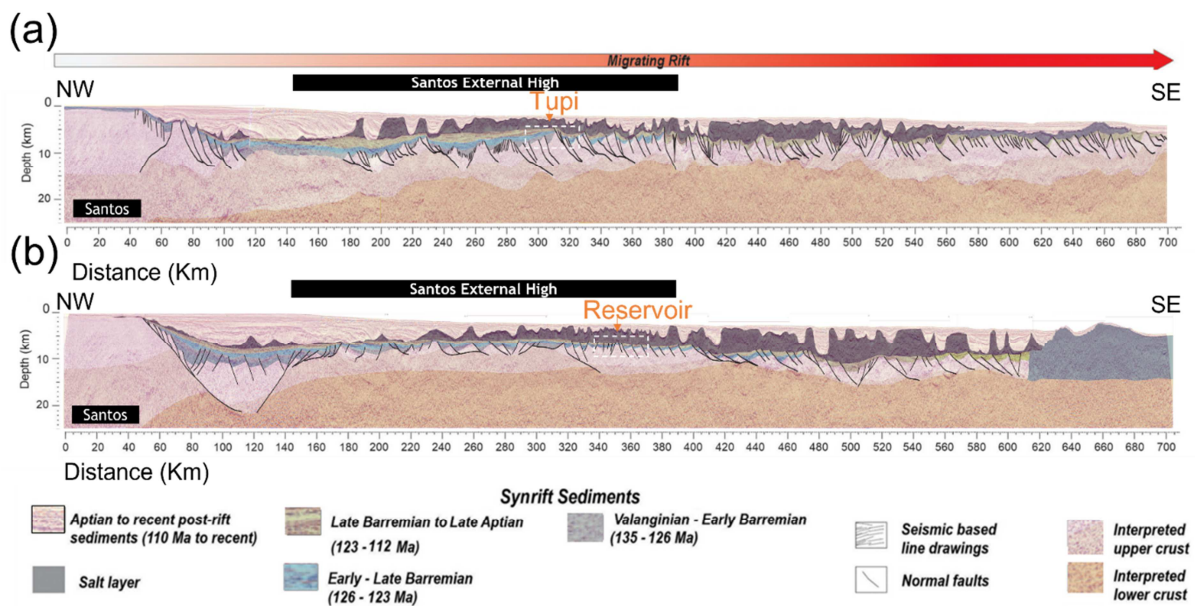 (a)
Migrating Rift
NW
Santos External High
SE
Tupi
0
10
20
Depth (km)
Santos
0 20 40 60 80 100 120 140 160 180 200 220 240 260 280 300 320 340 360 380 400 420 440 460 480 500 520 540 560 580 600 620 640 660 680 700
Distance (Km)
(b)
NW
Santos External High
SE
Reservoir
0
10
20
Depth (km)
Santos
0 20 40 60 80 100 120 140 160 180 200 220 240 260 280 300 320 340 360 380 400 420 440 460 480 500 520 540 560 580 600 620 640 660 680 700
Distance (Km)
Synrift Sediments
Aptian to recent post-rift
sediments (110 Ma to recent)
Salt layer
Late Barremian to Late Aptian
(123 - 112 Ma)
Early - Late Barremian
(126 - 123 Ma)
Valanginian - Early Barremian
(135 - 126 Ma)
Seismic based
line drawings
Normal faults
Interpreted
upper crust
Interpreted
lower crust